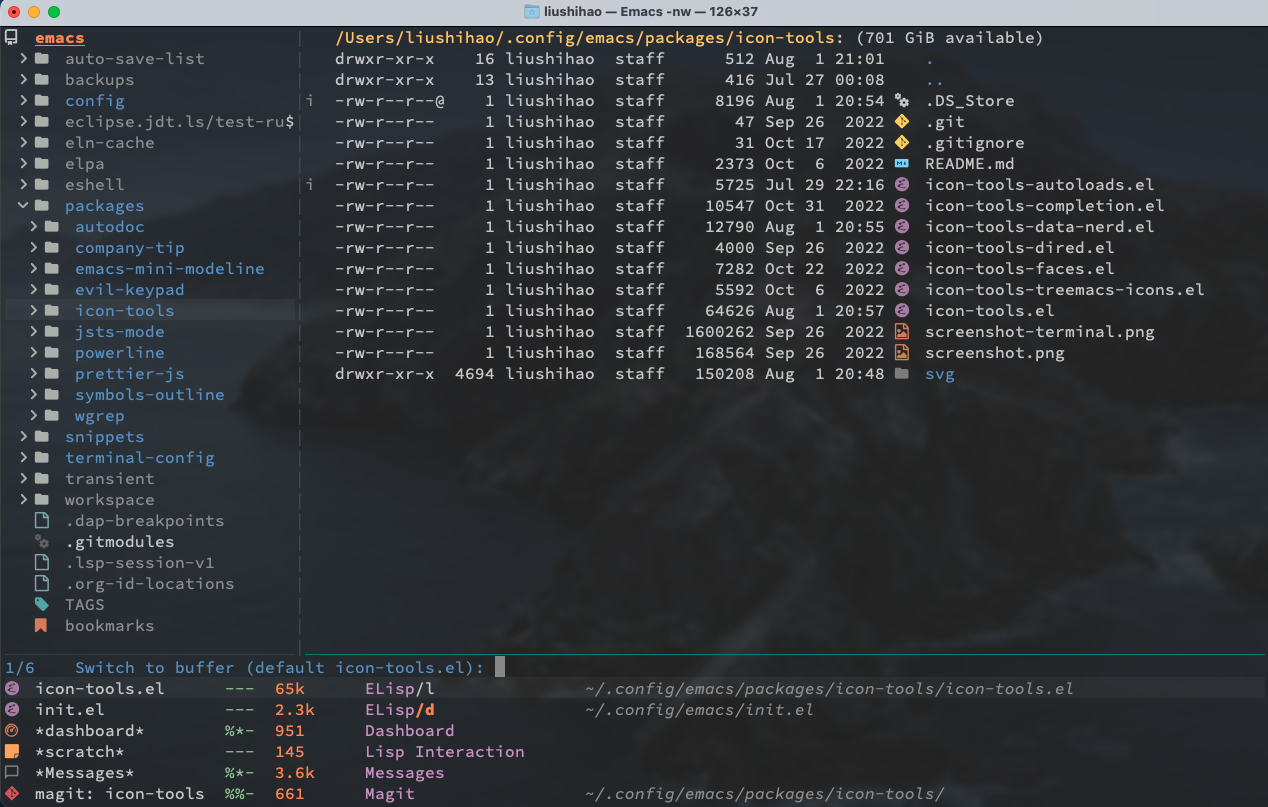 liushihao — Emacs -nw — 126×37
emacs
auto-save-list
backups
config
eclipse.jdt.ls/test-ru$
eln-cache
elpa
eshell
packages
autodoc
company-tip
emacs-mini-modeline
evil-keypad
icon-tools
jsts-mode
powerline
prettier-js
symbols-outline
wgrep
snippets
terminal-config
transient
workspace
.dap-breakpoints
.gitmodules
.lsp-session-v1
.org-id-locations
TAGS
bookmarks
/Users/liushihao/.config/emacs/packages/icon-tools: (701 GiB available)
drwxr-xr-x 16 liushihao staff 512 Aug 1 21:01 .
drwxr-xr-x 13 liushihao staff 416 Jul 27 00:08 ..
i -rw-r--r--@ 1 liushihao staff 8196 Aug 1 20:54 .DS_Store
-rw-r--r-- 1 liushihao staff 47 Sep 26 2022 .git
-rw-r--r-- 1 liushihao staff 31 Oct 17 2022 .gitignore
-rw-r--r-- 1 liushihao staff 2373 Oct 6 2022 README.md
i -rw-r--r-- 1 liushihao staff 5725 Jul 29 22:16 icon-tools-autoloads.el
-rw-r--r-- 1 liushihao staff 10547 Oct 31 2022 icon-tools-completion.el
-rw-r--r-- 1 liushihao staff 12790 Aug 1 20:55 icon-tools-data-nerd.el
-rw-r--r-- 1 liushihao staff 4000 Sep 26 2022 icon-tools-dired.el
-rw-r--r-- 1 liushihao staff 7282 Oct 22 2022 icon-tools-faces.el
-rw-r--r-- 1 liushihao staff 5592 Oct 6 2022 icon-tools-treemacs-icons.el
-rw-r--r-- 1 liushihao staff 64626 Aug 1 20:57 icon-tools.el
-rw-r--r-- 1 liushihao staff 1600262 Sep 26 2022 screenshot-terminal.png
-rw-r--r-- 1 liushihao staff 168564 Sep 26 2022 screenshot.png
drwxr-xr-x 4694 liushihao staff 150208 Aug 1 20:48 svg
1/6 Switch to buffer (default icon-tools.el):
icon-tools.el --- 65k ELisp/l ~/.config/emacs/packages/icon-tools/icon-tools.el
init.el --- 2.3k ELisp/d ~/.config/emacs/init.el
*dashboard* %*- 951 Dashboard
*scratch* --- 145 Lisp Interaction
*Messages* %*- 3.6k Messages
magit: icon-tools %%- 661 Magit ~/.config/emacs/packages/icon-tools/